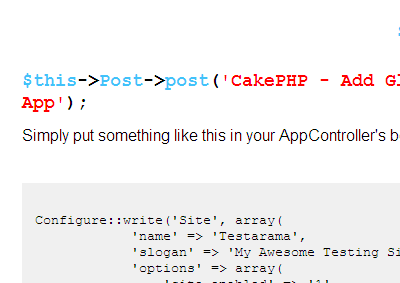 $this->Post->post('CakePHP - Add Gl
App');
Simply put something like this in your AppController's b
Configure::write('Site', array(
'name' => 'Testarama',
'slogan' => 'My Awesome Testing Si
'options' => array(